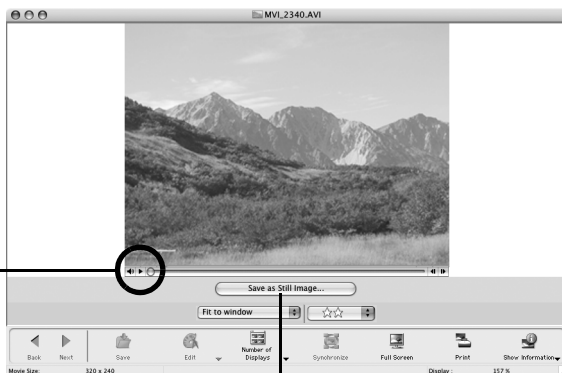 MVI_2340.AVI
Save as Still Image...
Fit to window
☆☆
Back Next Save Edit Number of Displays Synchronize Full Screen Print Show Information
Movie Size: 320 x 240 Display : 157 %